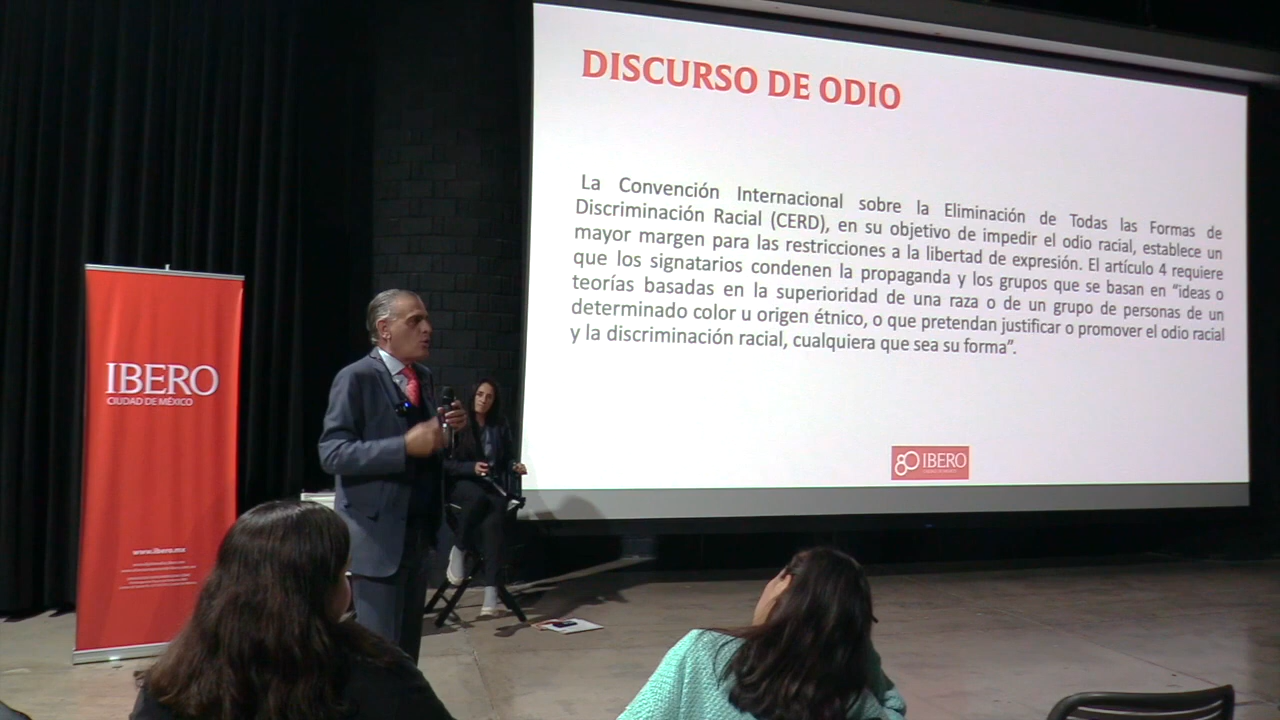 DISCURSO DE ODIO
La Convención Internacional sobre la Eliminación de Todas las Formas de
Discriminación Racial (CERD), en su objetivo de impedir el odio racial, establece un
mayor margen para las restricciones a la libertad de expresión. El artículo 4 requiere
que los signatarios condenen la propaganda y los grupos que se basan en “ideas o
teorías basadas en la superioridad de una raza o de un grupo de personas de un
determinado color u origen étnico, o que pretendan justificar o promover el odio racial
y la discriminación racial, cualquiera que sea su forma”.
80 IBERO
CIUDAD DE MÉXICO
IBERO
CIUDAD DE MÉXICO
www.ibero.mx